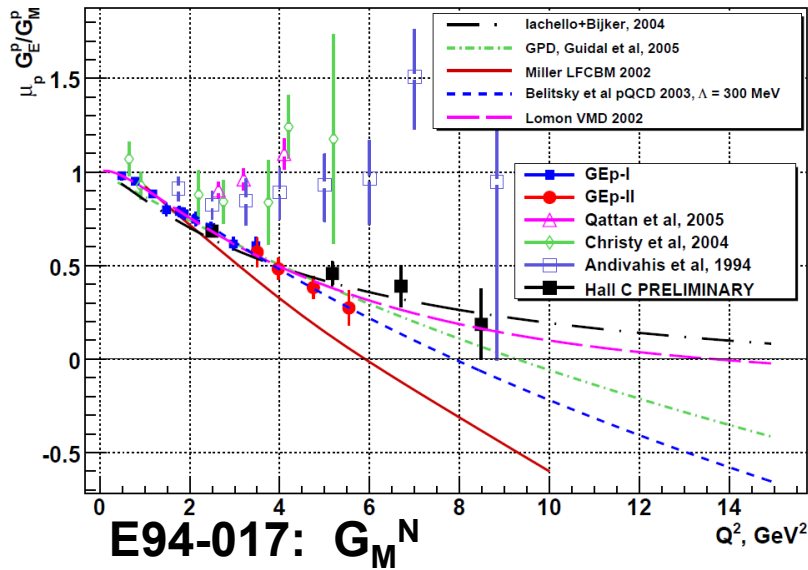 μp G_E^p/G_M^p
1.5
1
0.5
0
-0.5
Iachello+Bijker, 2004
GPD, Guidal et al, 2005
Miller LFCBM 2002
Belitsky et al pQCD 2003, Λ = 300 MeV
Lomon VMD 2002
GEp-I
GEp-II
Qattan et al, 2005
Christy et al, 2004
Andivahis et al, 1994
Hall C PRELIMINARY
0 2 4 6 8 10 12 14
Q², GeV²
E94-017: G_M^N